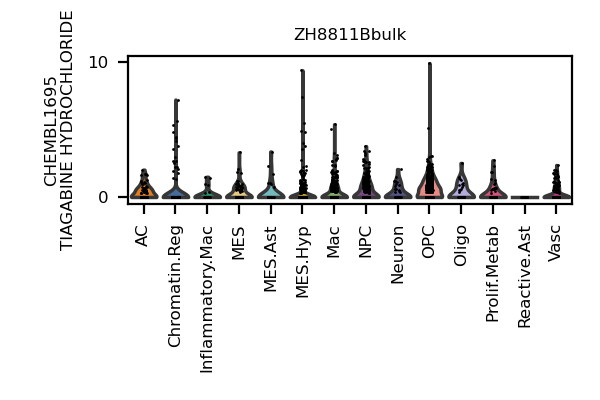 ZH8811Bbulk
CHEMBL1695
TIAGABINE HYDROCHLORIDE
10
0
AC
Chromatin.Reg
Inflammatory.Mac
MES
MES.Ast
MES.Hyp
Mac
NPC
Neuron
OPC
Oligo
Prolif.Metab
Reactive.Ast
Vasc